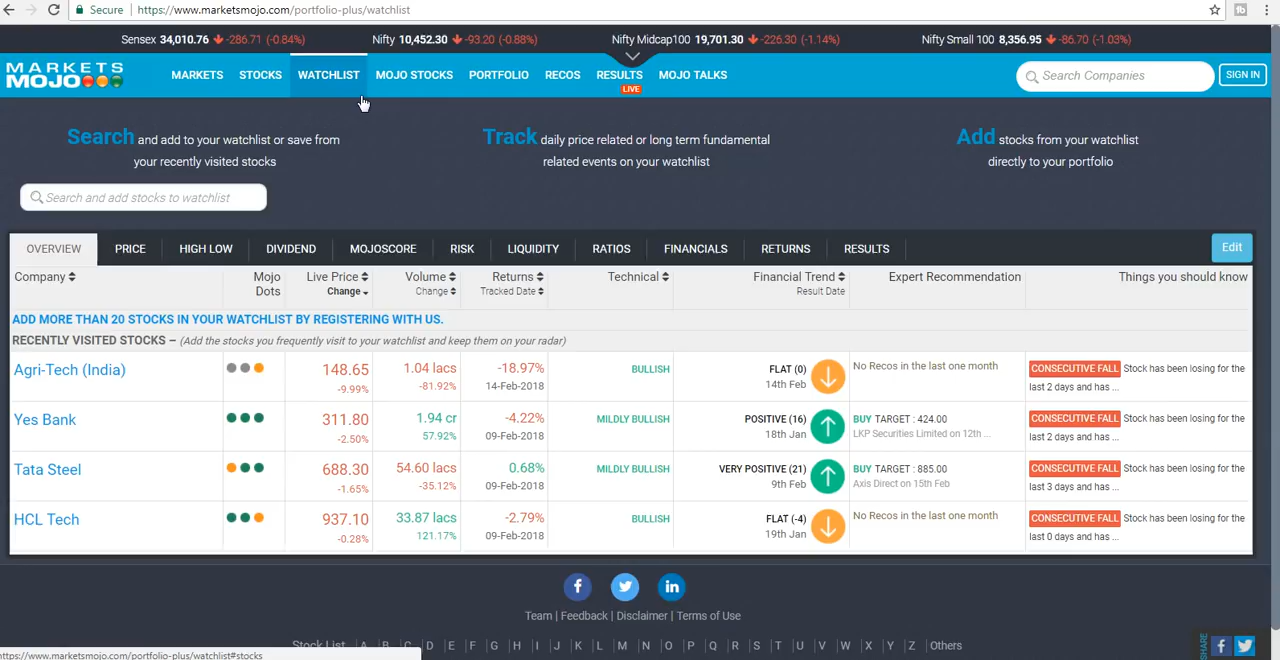 Secure https://www.marketsmojo.com/portfolio-plus/watchlist
Sensex 34,010.76 -286.71 (-0.84%) Nifty 10,452.30 -93.20 (-0.88%) Nifty Midcap100 19,701.30 -226.30 (-1.14%) Nifty Small 100 8,356.95 -86.70 (-1.03%)
MARKETS MOJO
MARKETS STOCKS WATCHLIST MOJO STOCKS PORTFOLIO RECOS RESULTS LIVE MOJO TALKS
Search Companies
SIGN IN
Search and add to your watchlist or save from
your recently visited stocks
Track daily price related or long term fundamental
related events on your watchlist
Add stocks from your watchlist
directly to your portfolio
Search and add stocks to watchlist
OVERVIEW PRICE HIGH LOW DIVIDEND MOJOSCORE RISK LIQUIDITY RATIOS FINANCIALS RETURNS RESULTS Edit
Company Mojo Live Price Volume Returns Technical Financial Trend Expert Recommendation Things you should know
Dots Change Change Tracked Date Result Date
ADD MORE THAN 20 STOCKS IN YOUR WATCHLIST BY REGISTERING WITH US.
RECENTLY VISITED STOCKS – (Add the stocks you frequently visit to your watchlist and keep them on your radar)
Agri-Tech (India) 148.65 1.04 lacs -18.97% BULLISH FLAT (0) No Recos in the last one month CONSECUTIVE FALL Stock has been losing for the
-9.99% -81.92% 14-Feb-2018 14th Feb last 2 days and has ...
Yes Bank 311.80 1.94 cr -4.22% MILDLY BULLISH POSITIVE (16) BUY TARGET : 424.00 CONSECUTIVE FALL Stock has been losing for the
-2.50% 57.92% 09-Feb-2018 18th Jan LKP Securities Limited on 12th ... last 2 days and has ...
Tata Steel 688.30 54.60 lacs 0.68% MILDLY BULLISH VERY POSITIVE (21) BUY TARGET : 885.00 CONSECUTIVE FALL Stock has been losing for the
-1.65% -35.12% 09-Feb-2018 9th Feb Axis Direct on 15th Feb last 3 days and has ...
HCL Tech 937.10 33.87 lacs -2.79% BULLISH FLAT (-4) No Recos in the last one month CONSECUTIVE FALL Stock has been losing for the
-0.28% 121.17% 09-Feb-2018 19th Jan last 0 days and has ...
Team | Feedback | Disclaimer | Terms of Use
Stock List A B C D E F G H I J K L M N O P Q R S T U V W X Y Z Others
SHARE
https://www.marketsmojo.com/portfolio-plus/watchlist#stocks